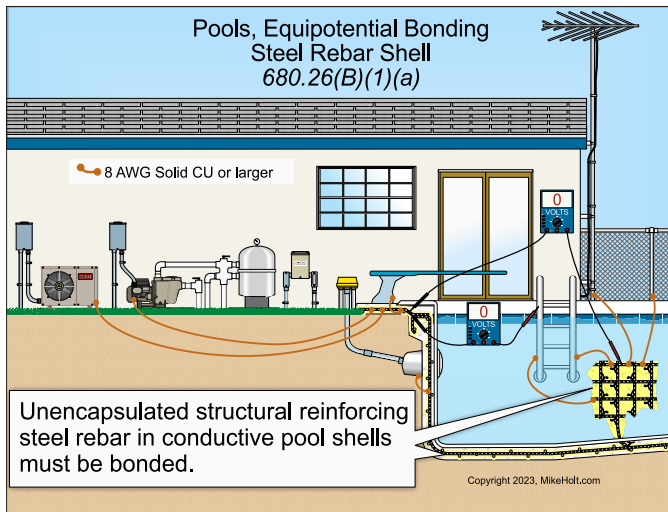 Pools, Equipotential Bonding
Steel Rebar Shell
680.26(B)(1)(a)
8 AWG Solid CU or larger
0
VOLTS
0
VOLTS
Unencapsulated structural reinforcing
steel rebar in conductive pool shells
must be bonded.
Copyright 2023, MikeHolt.com